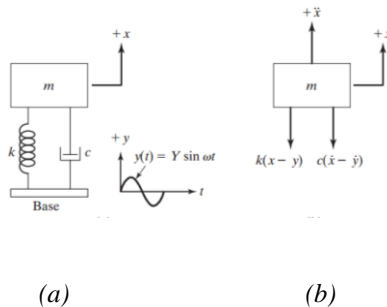 +x
+ẍ
+x
m
m
k
c
+y
y(t) = Y sin ωt
t
Base
k(x − y)
c(ẋ − ẏ)
(a)
(b)